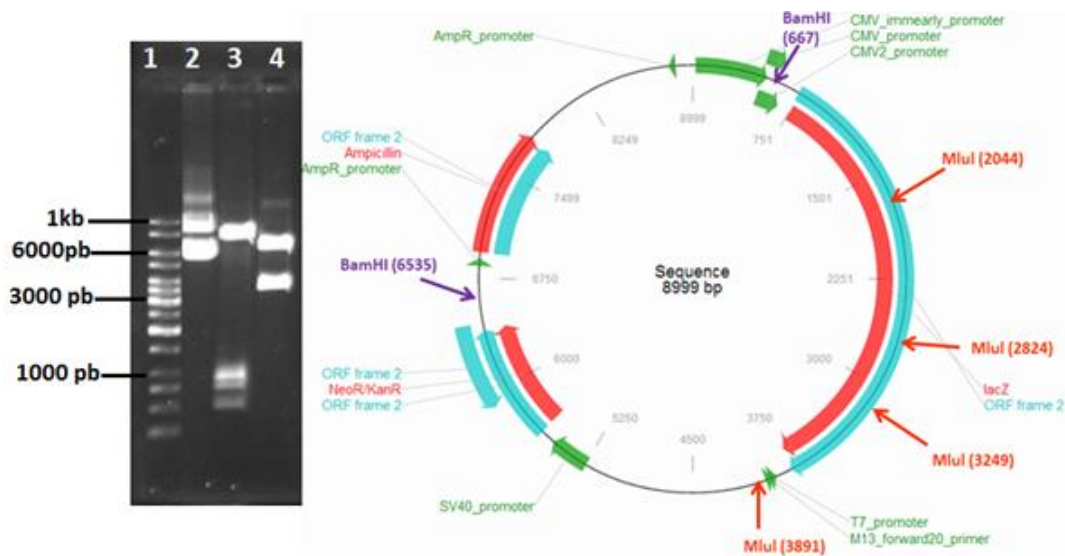 1 2 3 4
1kb
6000pb
3000 pb
1000 pb
BamHI
(667)
CMV_immearly_promoter
CMV_promoter
CMV2_promoter
AmpR_promoter
ORF frame 2
Ampicillin
AmpR_promoter
BamHI (6535)
ORF frame 2
NeoR/KanR
ORF frame 2
SV40_promoter
8999
751
1501
2251
3000
3750
4500
5250
6000
6750
7499
8249
Sequence
8999 bp
MluI (2044)
MluI (2824)
lacZ
ORF frame 2
MluI (3249)
T7_promoter
M13_forward20_primer
MluI (3891)